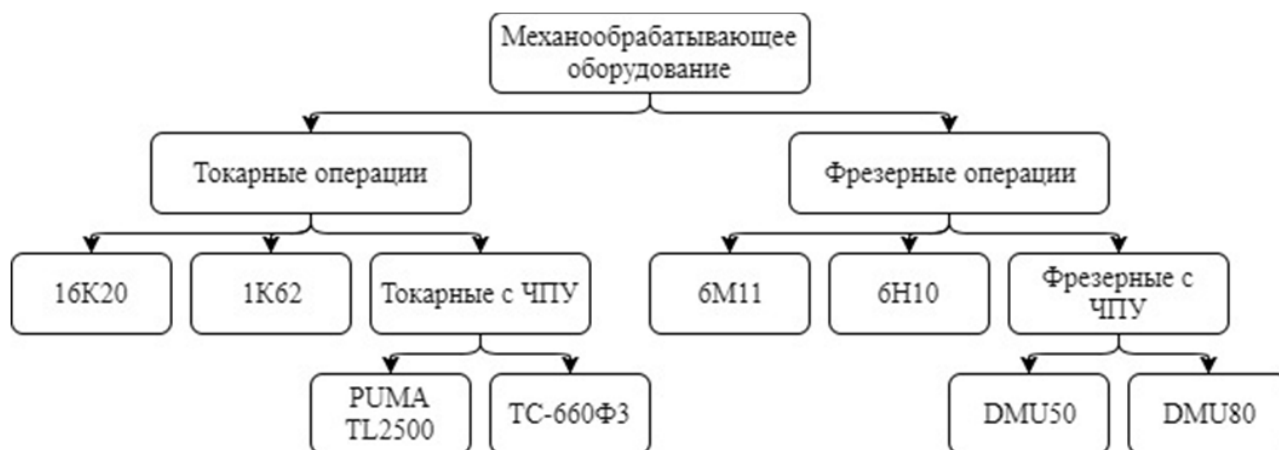 Механообрабатывающее
оборудование
Токарные операции
Фрезерные операции
16К20
1К62
Токарные с ЧПУ
6М11
6Н10
Фрезерные с
ЧПУ
PUMA
TL2500
ТС-660Ф3
DMU50
DMU80